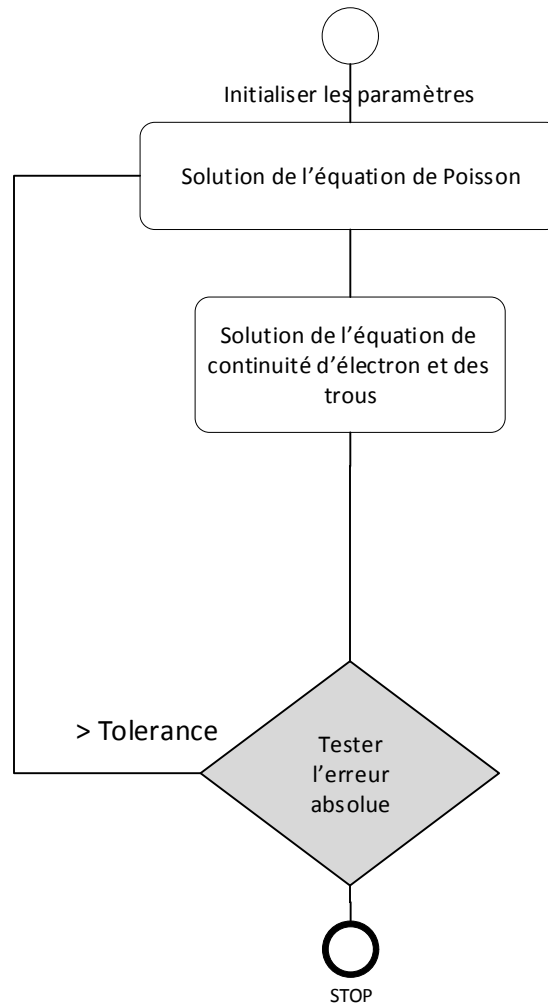 Initialiser les paramètres
Solution de l’équation de Poisson
Solution de l’équation de
continuité d’électron et des
trous
> Tolerance
Tester
l’erreur
absolue
STOP